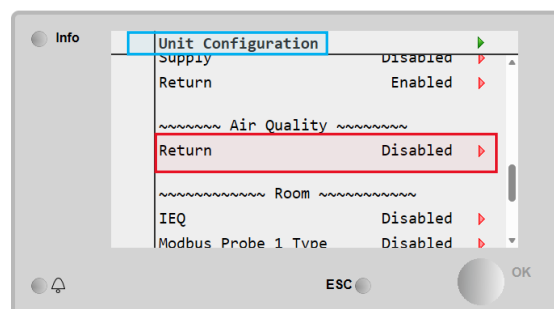 Info
Unit Configuration
Supply Disabled
Return Enabled
~~~~~~~ Air Quality ~~~~~~~~
Return Disabled
~~~~~~~~~~~~ Room ~~~~~~~~~~~
IEQ Disabled
Modbus Probe 1 Type Disabled
ESC
OK